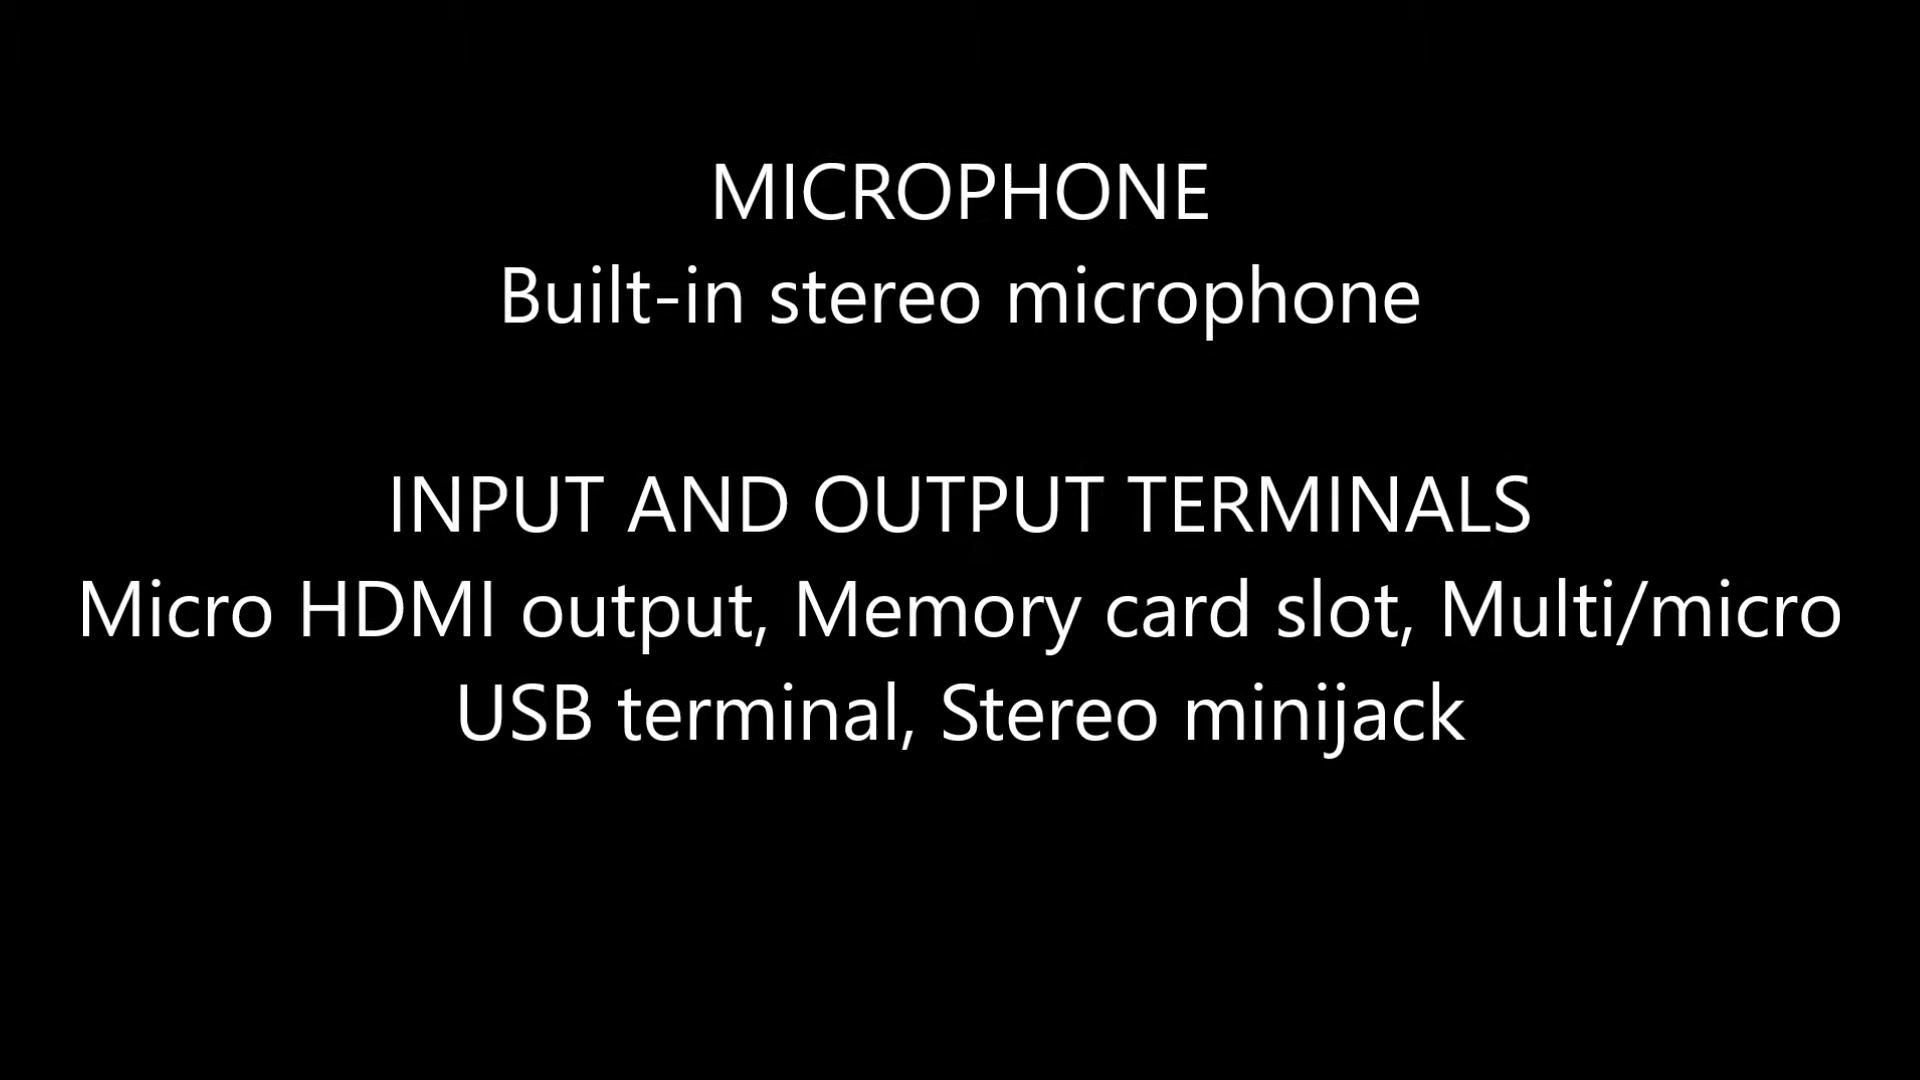 MICROPHONE
Built-in stereo microphone
INPUT AND OUTPUT TERMINALS
Micro HDMI output, Memory card slot, Multi/micro
USB terminal, Stereo minijack